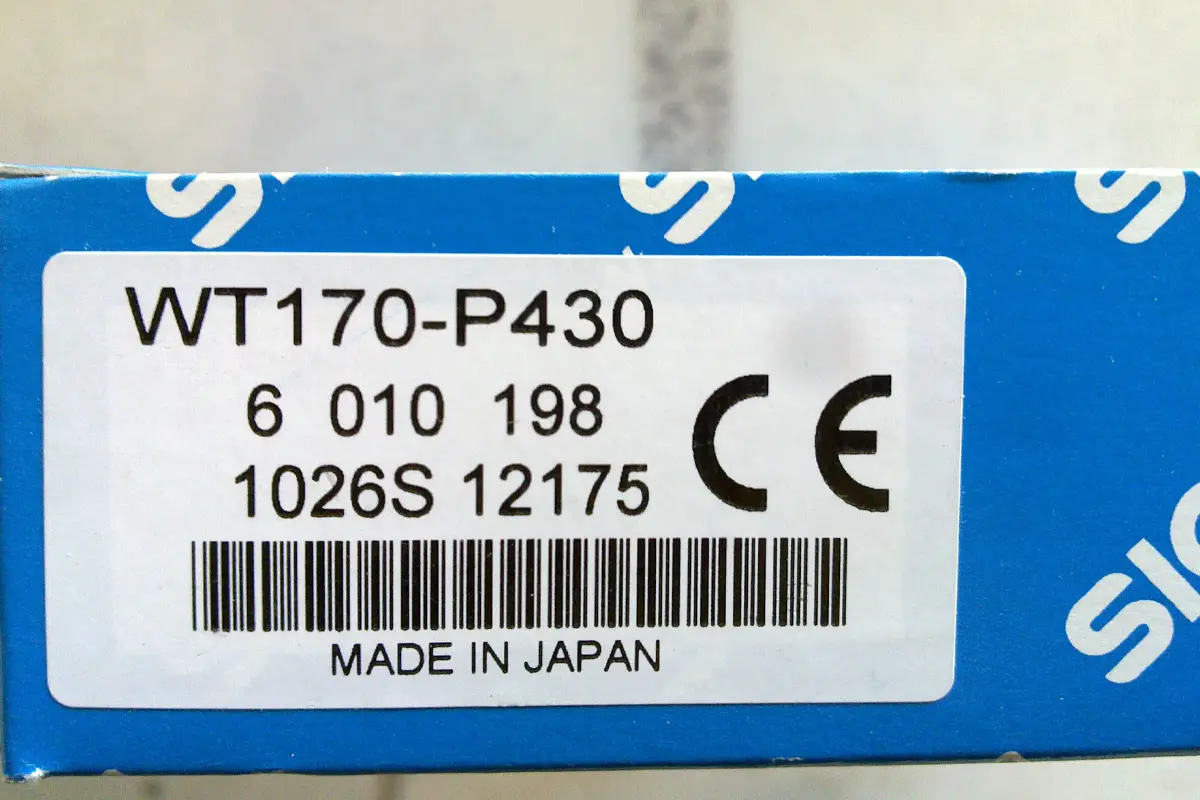 WT170-P430
6 010 198
1026S 12175
CE
MADE IN JAPAN